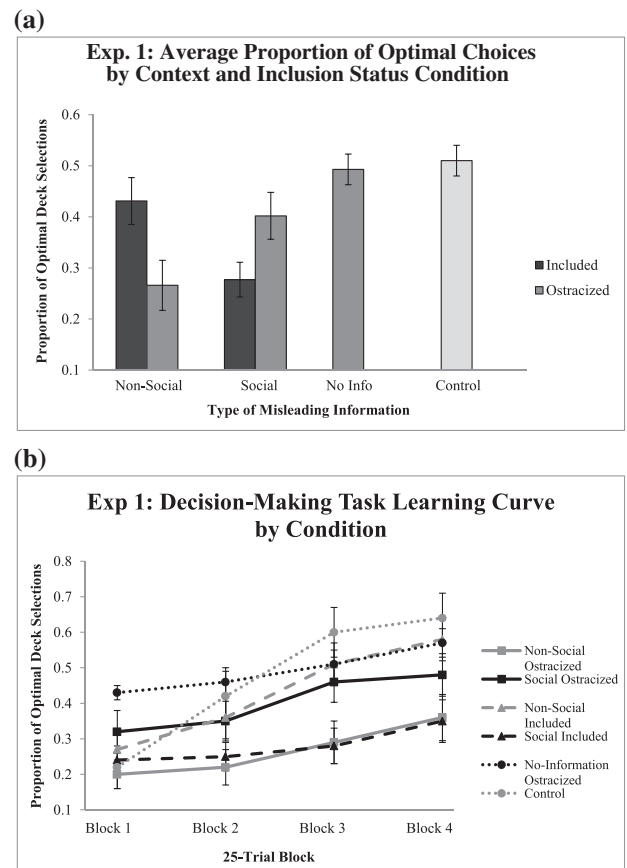 (a)
Exp. 1: Average Proportion of Optimal Choices
by Context and Inclusion Status Condition
Proportion of Optimal Deck Selections
0.6
0.5
0.4
0.3
0.2
0.1
Non-Social
Social
No Info
Control
Type of Misleading Information
Included
Ostracized
(b)
Exp 1: Decision-Making Task Learning Curve
by Condition
Proportion of Optimal Deck Selections
0.8
0.7
0.6
0.5
0.4
0.3
0.2
0.1
Block 1
Block 2
Block 3
Block 4
25-Trial Block
Non-Social
Ostracized
Social Ostracized
Non-Social
Included
Social Included
No-Information
Ostracized
Control